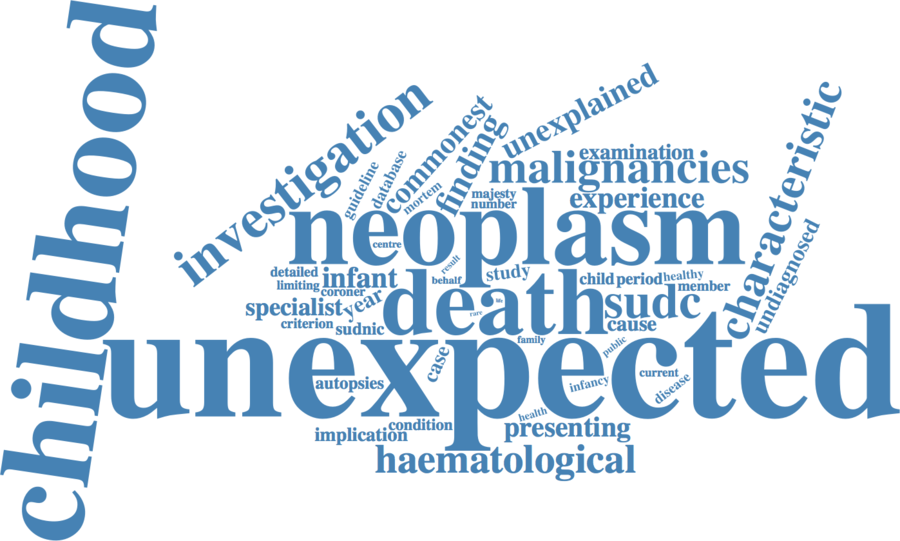 childhood
unexpected
neoplasm
death
investigation
characteristic
malignancies
haematological
commonest
finding
unexplained
examination
experience
sudc
presenting
specialist
infant
guideline
database
mortem
majesty
number
centre
result
behalf
study
child
period
healthy
member
detailed
limiting
coroner
year
criterion
sudnic
rare
life
cause
undiagnosed
family
public
case
autopsies
infancy
current
disease
health
condition
implication